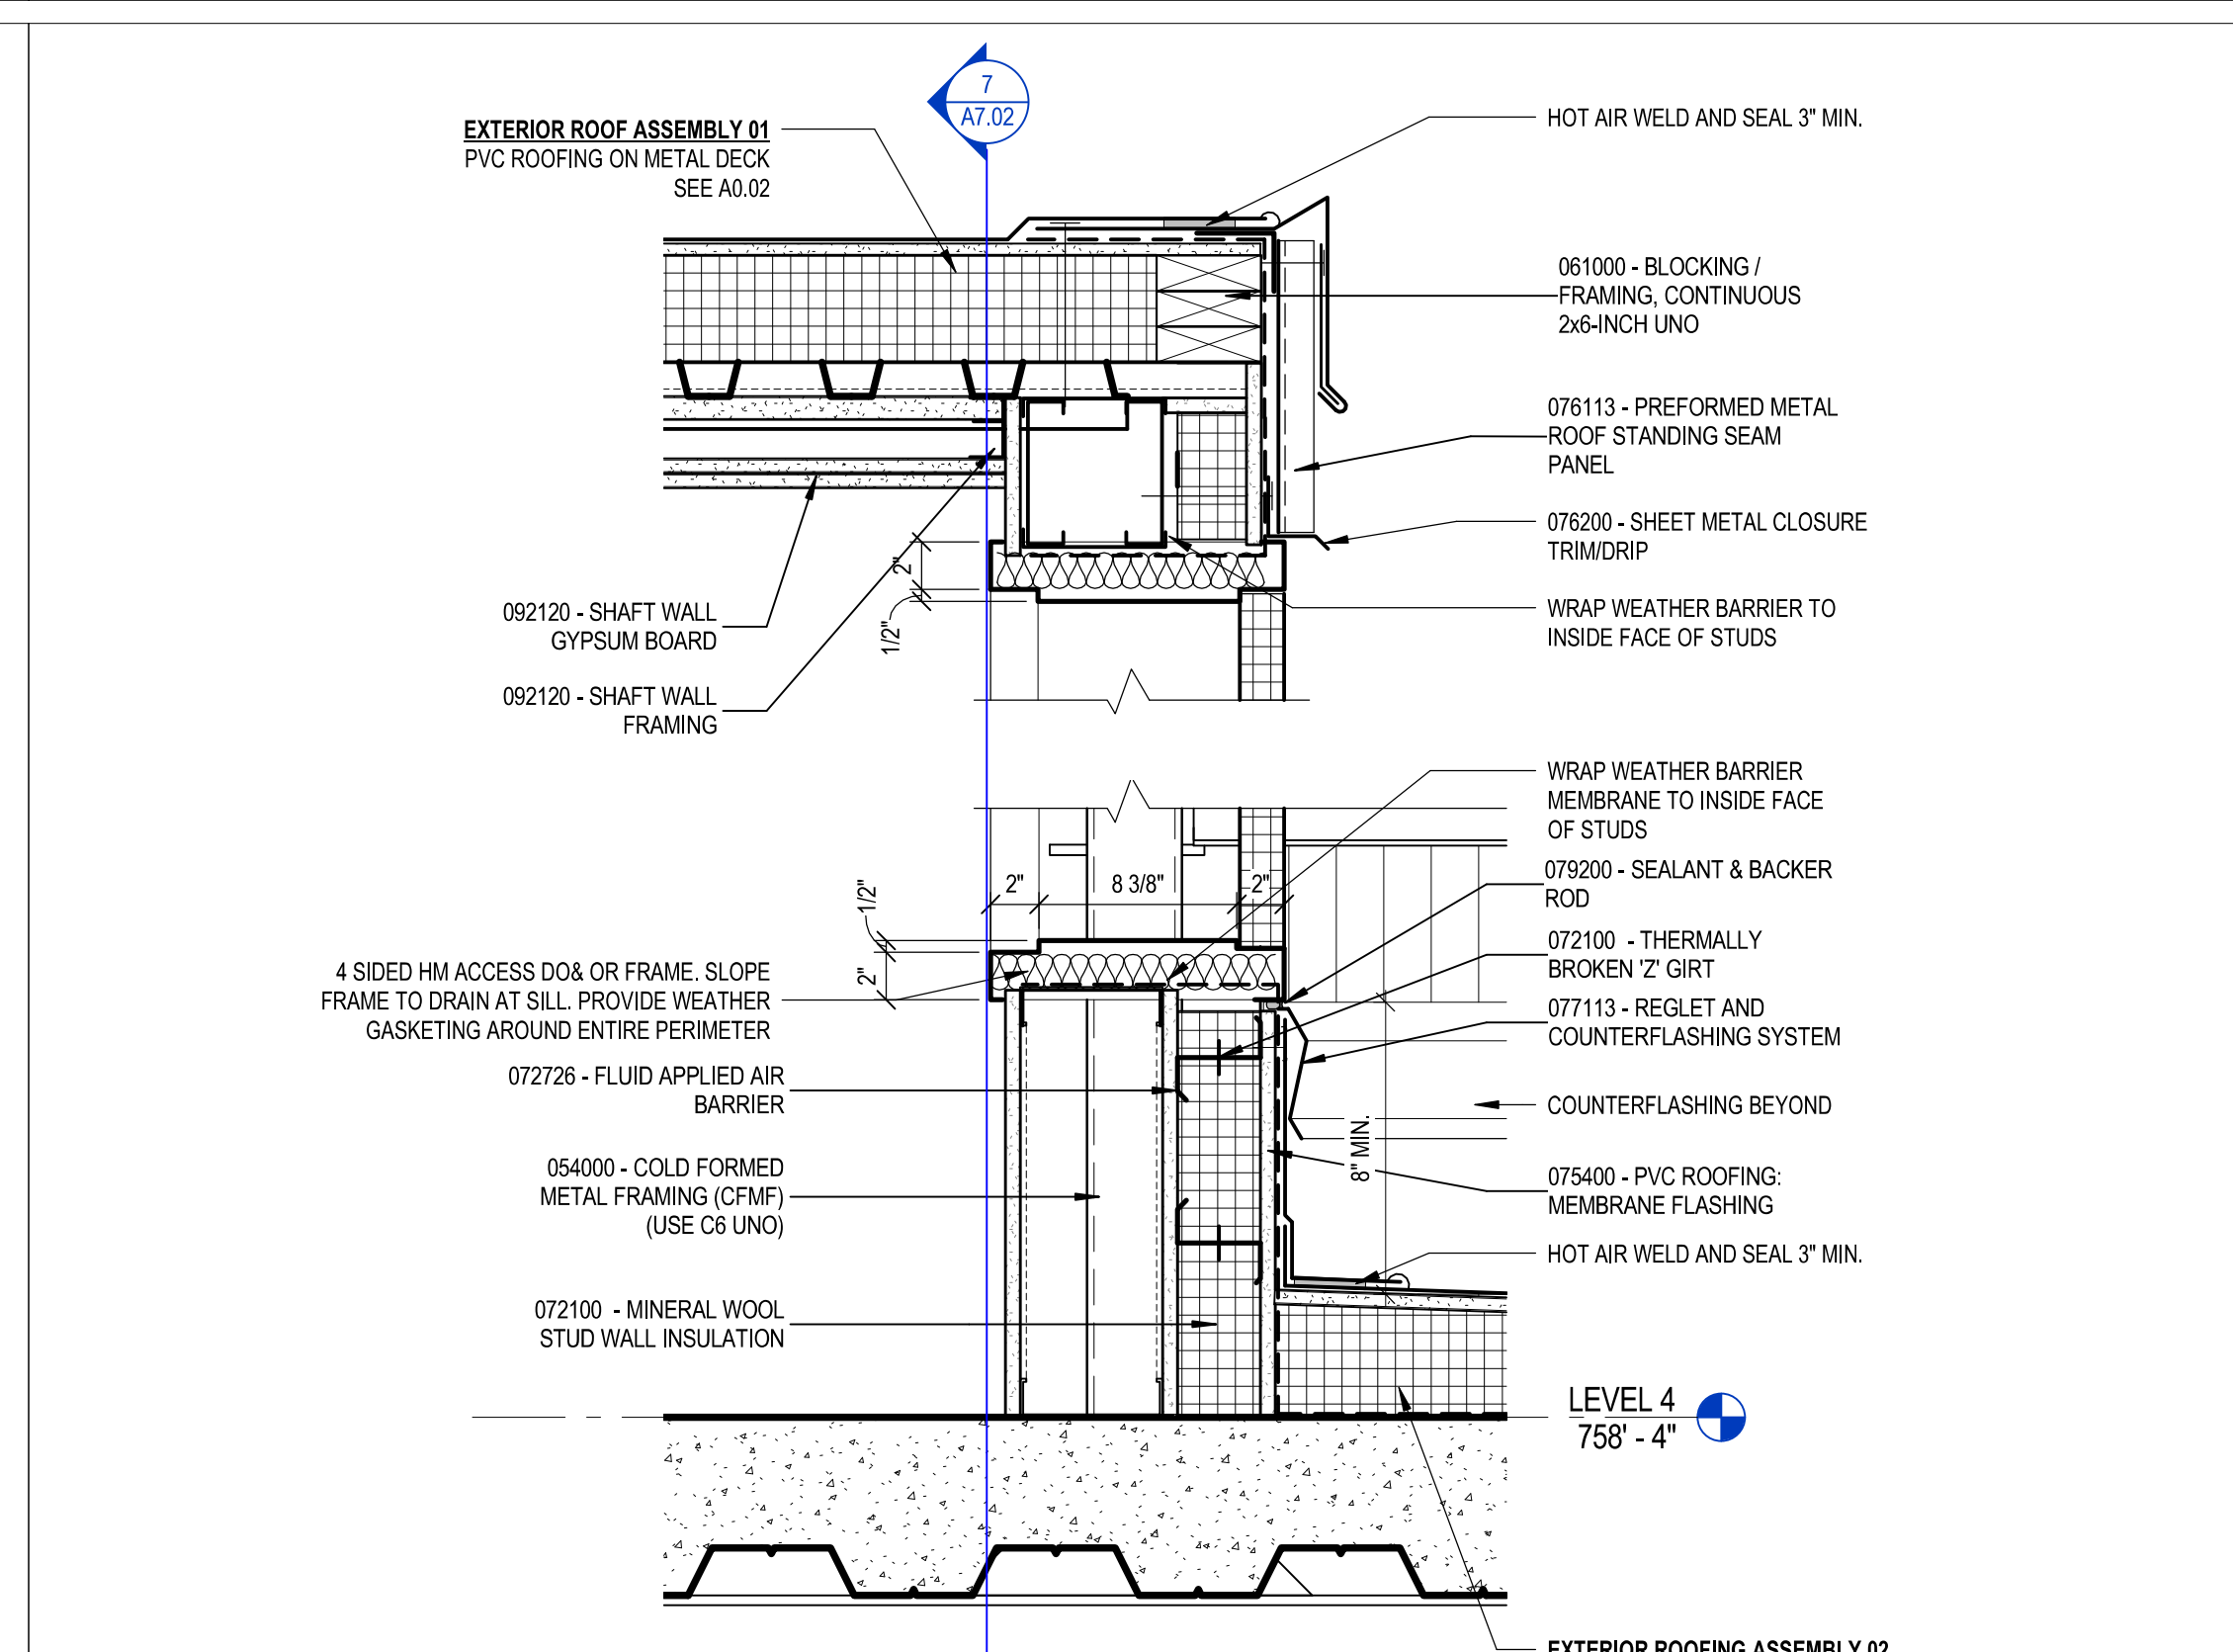 7
A7.02
EXTERIOR ROOF ASSEMBLY 01
PVC ROOFING ON METAL DECK
SEE A0.02
HOT AIR WELD AND SEAL 3" MIN.
061000 - BLOCKING /
FRAMING, CONTINUOUS
2x6-INCH UNO
076113 - PREFORMED METAL
ROOF STANDING SEAM
PANEL
076200 - SHEET METAL CLOSURE
TRIM/DRIP
WRAP WEATHER BARRIER TO
INSIDE FACE OF STUDS
2"
1/2"
092120 - SHAFT WALL
GYPSUM BOARD
092120 - SHAFT WALL
FRAMING
WRAP WEATHER BARRIER
MEMBRANE TO INSIDE FACE
OF STUDS
079200 - SEALANT & BACKER
ROD
072100 - THERMALLY
BROKEN 'Z' GIRT
077113 - REGLET AND
COUNTERFLASHING SYSTEM
COUNTERFLASHING BEYOND
075400 - PVC ROOFING:
MEMBRANE FLASHING
HOT AIR WELD AND SEAL 3" MIN.
2"
8 3/8"
2"
1/2"
2"
8" MIN.
4 SIDED HM ACCESS DO& OR FRAME. SLOPE
FRAME TO DRAIN AT SILL. PROVIDE WEATHER
GASKETING AROUND ENTIRE PERIMETER
072726 - FLUID APPLIED AIR
BARRIER
054000 - COLD FORMED
METAL FRAMING (CFMF)
(USE C6 UNO)
072100 - MINERAL WOOL
STUD WALL INSULATION
LEVEL 4
758' - 4"
EXTERIOR ROOFING ASSEMBLY 02